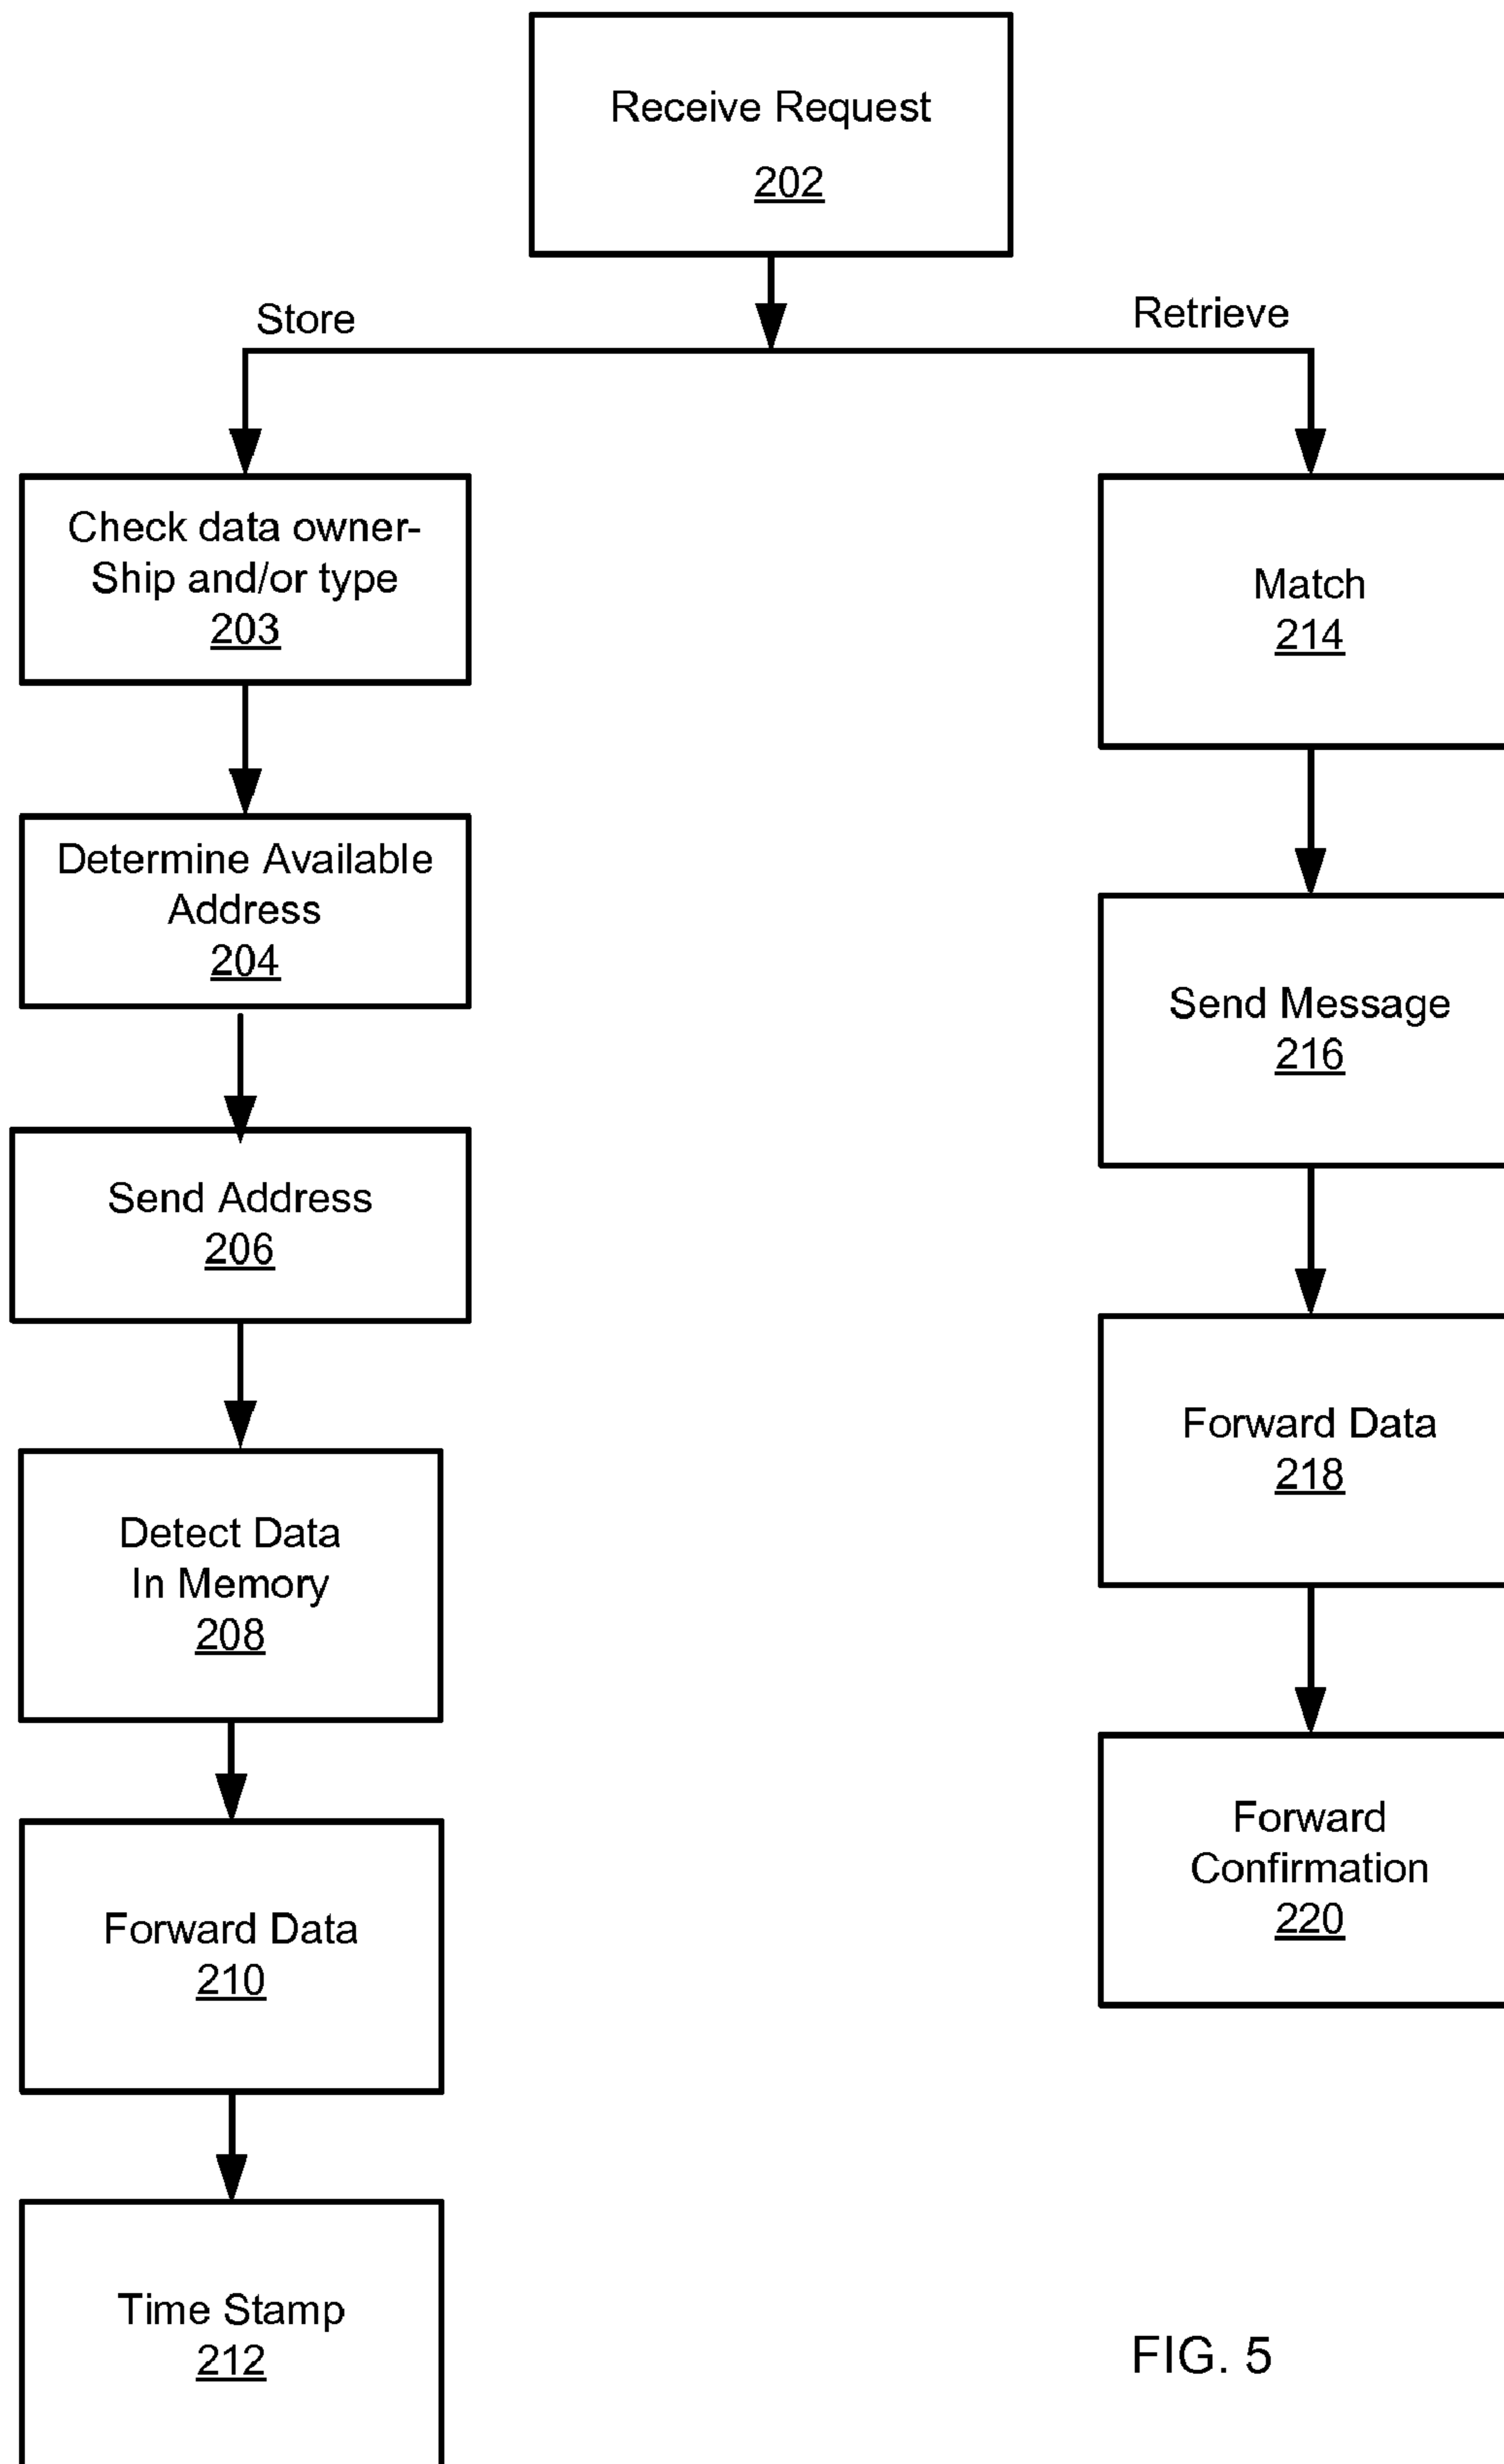 Receive Request
202
Store
Retrieve
Check data owner-
Ship and/or type
203
Determine Available
Address
204
Send Address
206
Detect Data
In Memory
208
Forward Data
210
Time Stamp
212
Match
214
Send Message
216
Forward Data
218
Forward
Confirmation
220
FIG. 5